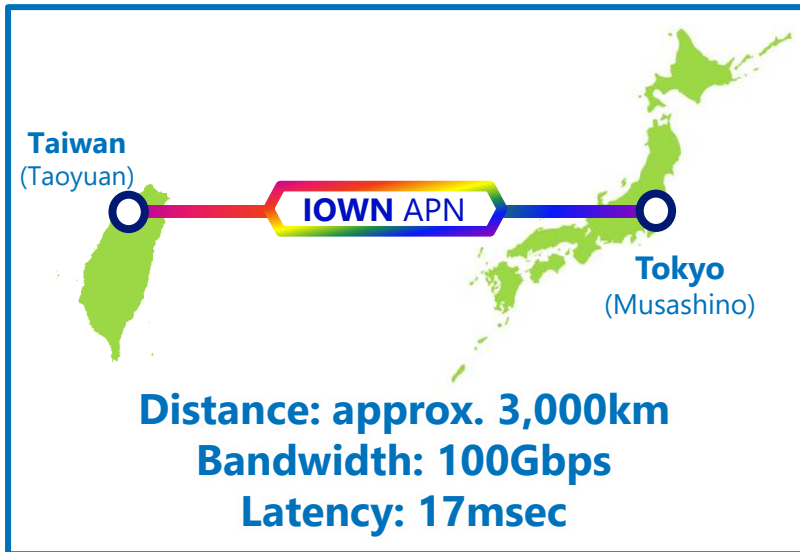 Taiwan
(Taoyuan)
IOWN APN
Tokyo
(Musashino)
Distance: approx. 3,000km
Bandwidth: 100Gbps
Latency: 17msec